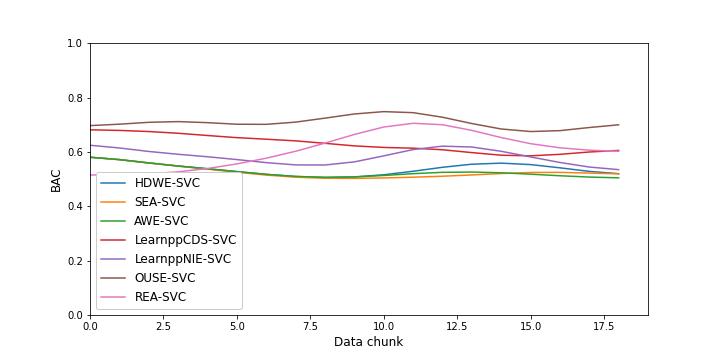 1.0
0.8
0.6
0.4
0.2
0.0
BAC
HDWE-SVC
SEA-SVC
AWE-SVC
LearnppCDS-SVC
LearnppNIE-SVC
OUSE-SVC
REA-SVC
0.0 2.5 5.0 7.5 10.0 12.5 15.0 17.5
Data chunk